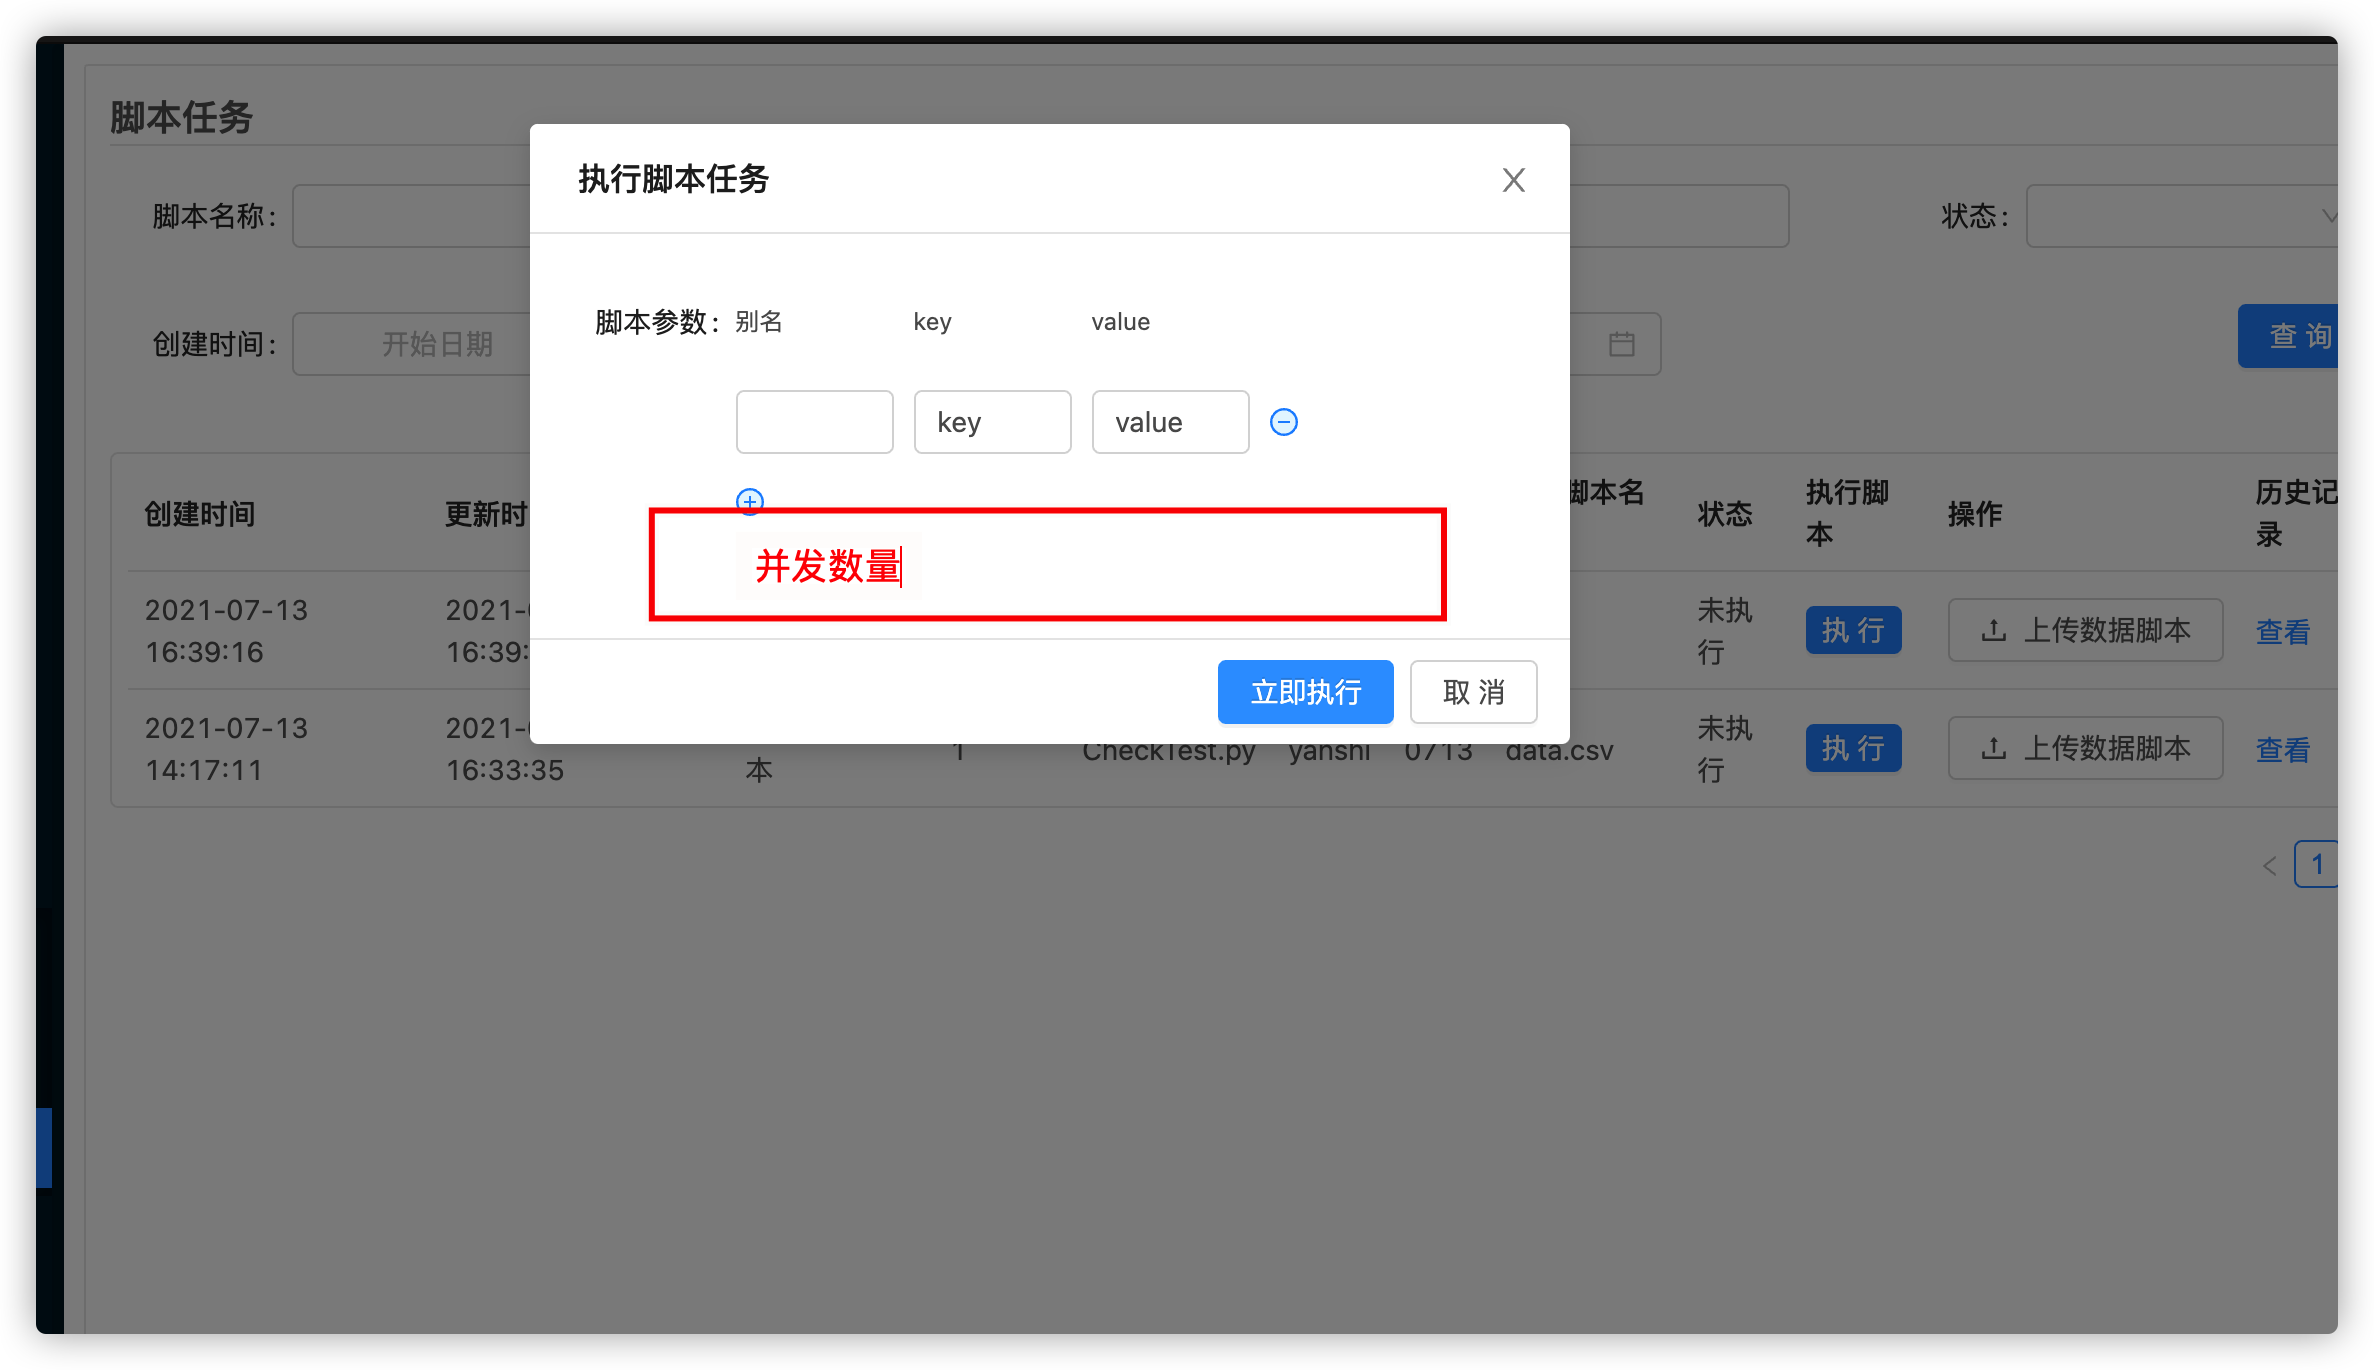 脚本任务
执行脚本任务
脚本名称:
状态:
脚本参数: 别名 key value
创建时间: 开始日期
查 询
key value
并发数量
创建时间 更新时 脚本名 状态 执行脚本 操作 历史记录
2021-07-13 16:39:16 2021- 16:39: 未执行 执 行 上传数据脚本 查看
立即执行 取 消
2021-07-13 14:17:11 2021- 16:33:35 本 1 CheckTest.py yanshi 0713 data.csv 未执行 执 行 上传数据脚本 查看
1